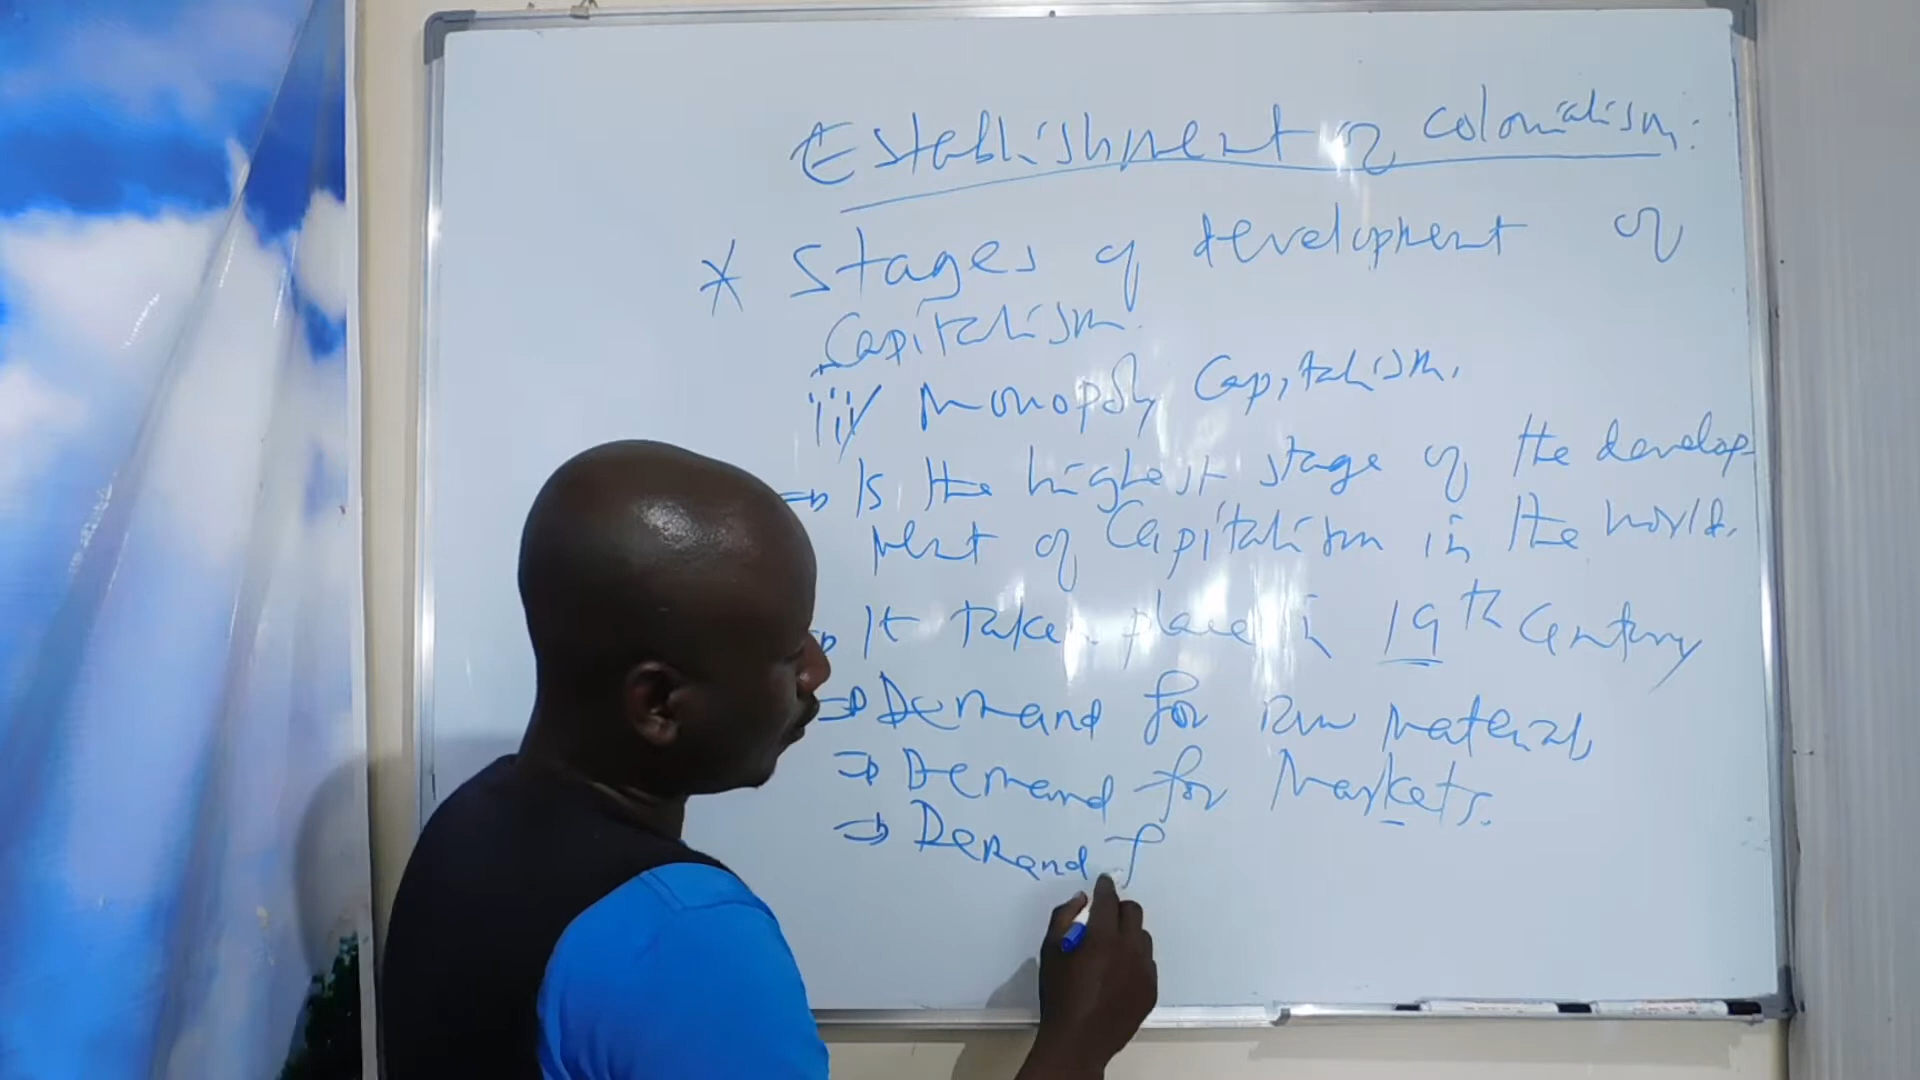 Establishment of colonialism:
* Stages of development of
Capitalism.
iii/ Monopoly Capitalism.
⇒ Is the highest stage of the develop
ment of Capitalism in the world.
⇒ It taken place in 19th Century
⇒ Demand for raw materials
⇒ Demand for Markets.
⇒ Demand f